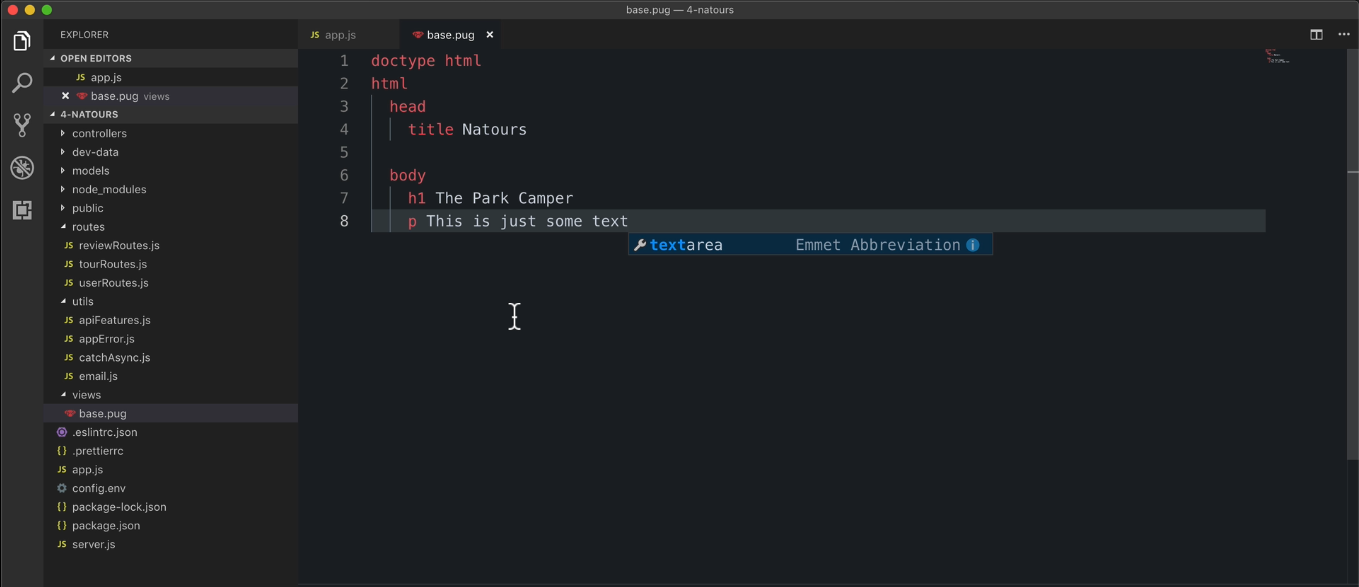 base.pug — 4-natours
EXPLORER
JS app.js
base.pug
OPEN EDITORS
JS app.js
base.pug views
4-NATOURS
controllers
dev-data
models
node_modules
public
routes
JS reviewRoutes.js
JS tourRoutes.js
JS userRoutes.js
utils
JS apiFeatures.js
JS appError.js
JS catchAsync.js
JS email.js
views
base.pug
.eslintrc.json
{} .prettierrc
JS app.js
config.env
{} package-lock.json
{} package.json
JS server.js
1 doctype html
2 html
3 head
4 title Natours
5
6 body
7 h1 The Park Camper
8 p This is just some text
textarea Emmet Abbreviation